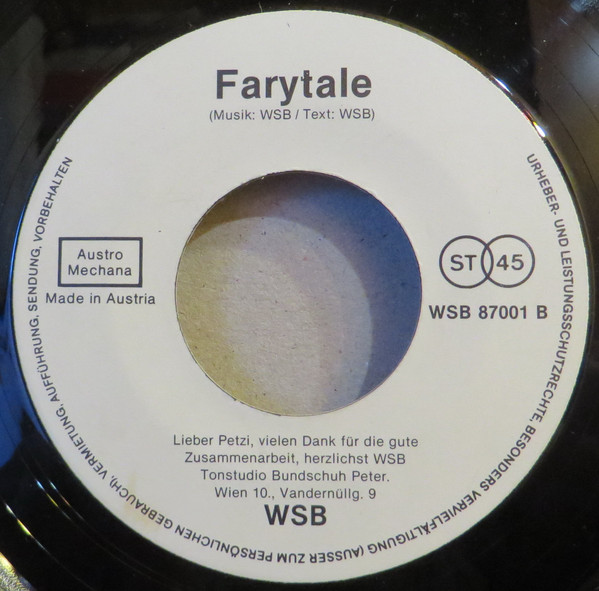 Farytale
(Musik: WSB / Text: WSB)
Austro
Mechana
Made in Austria
ST 45
WSB 87001 B
Lieber Petzi, vielen Dank für die gute
Zusammenarbeit, herzlichst WSB
Tonstudio Bundschuh Peter.
Wien 10., Vandernüllg. 9
WSB
URHEBER- UND LEISTUNGSSCHUTZRECHTE, BESONDERS VERVIELFÄLTIGUNG (AUSSER ZUM PERSÖNLICHEN GEBRAUCH), VERMIETUNG, AUFFÜHRUNG, SENDUNG, VORBEHALTEN